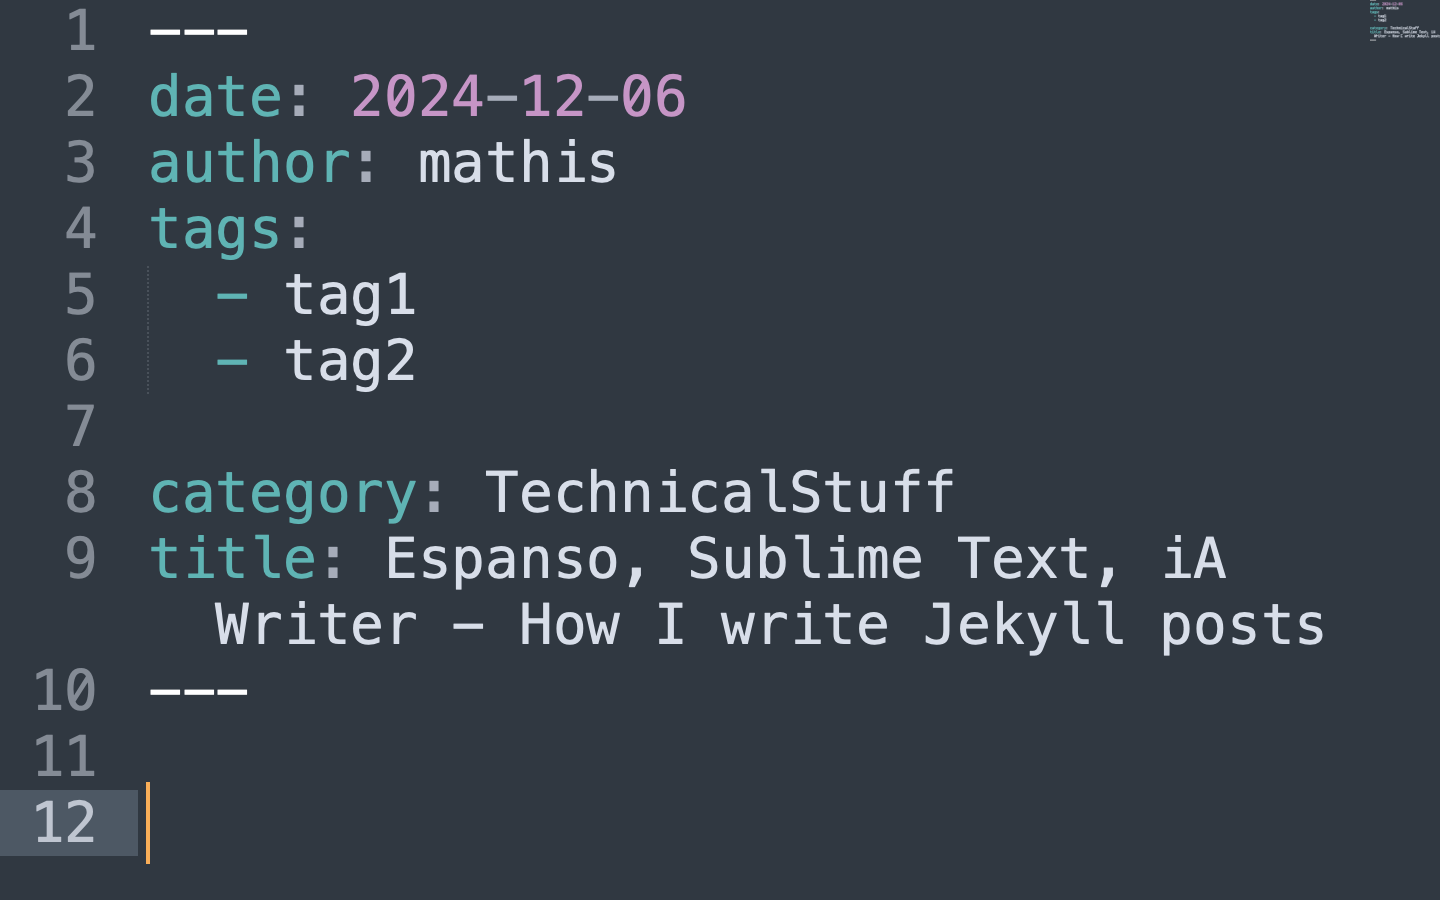 1 ---
2 date: 2024-12-06
3 author: mathis
4 tags:
5   - tag1
6   - tag2
7
8 category: TechnicalStuff
9 title: Espanso, Sublime Text, iA
  Writer - How I write Jekyll posts
10 ---
11
12